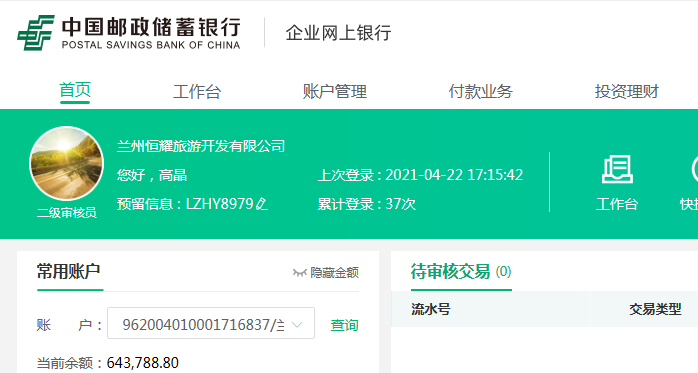 中国邮政储蓄银行
POSTAL SAVINGS BANK OF CHINA
企业网上银行
首页 工作台 账户管理 付款业务 投资理财
兰州恒耀旅游开发有限公司
您好，高晶 上次登录：2021-04-22 17:15:42
预留信息：LZHY8979 累计登录：37次
二级审核员
工作台
常用账户 隐藏金额
待审核交易 (0)
流水号 交易类型
账 户： 962004010001716837/ 查询
当前余额：643,788.80